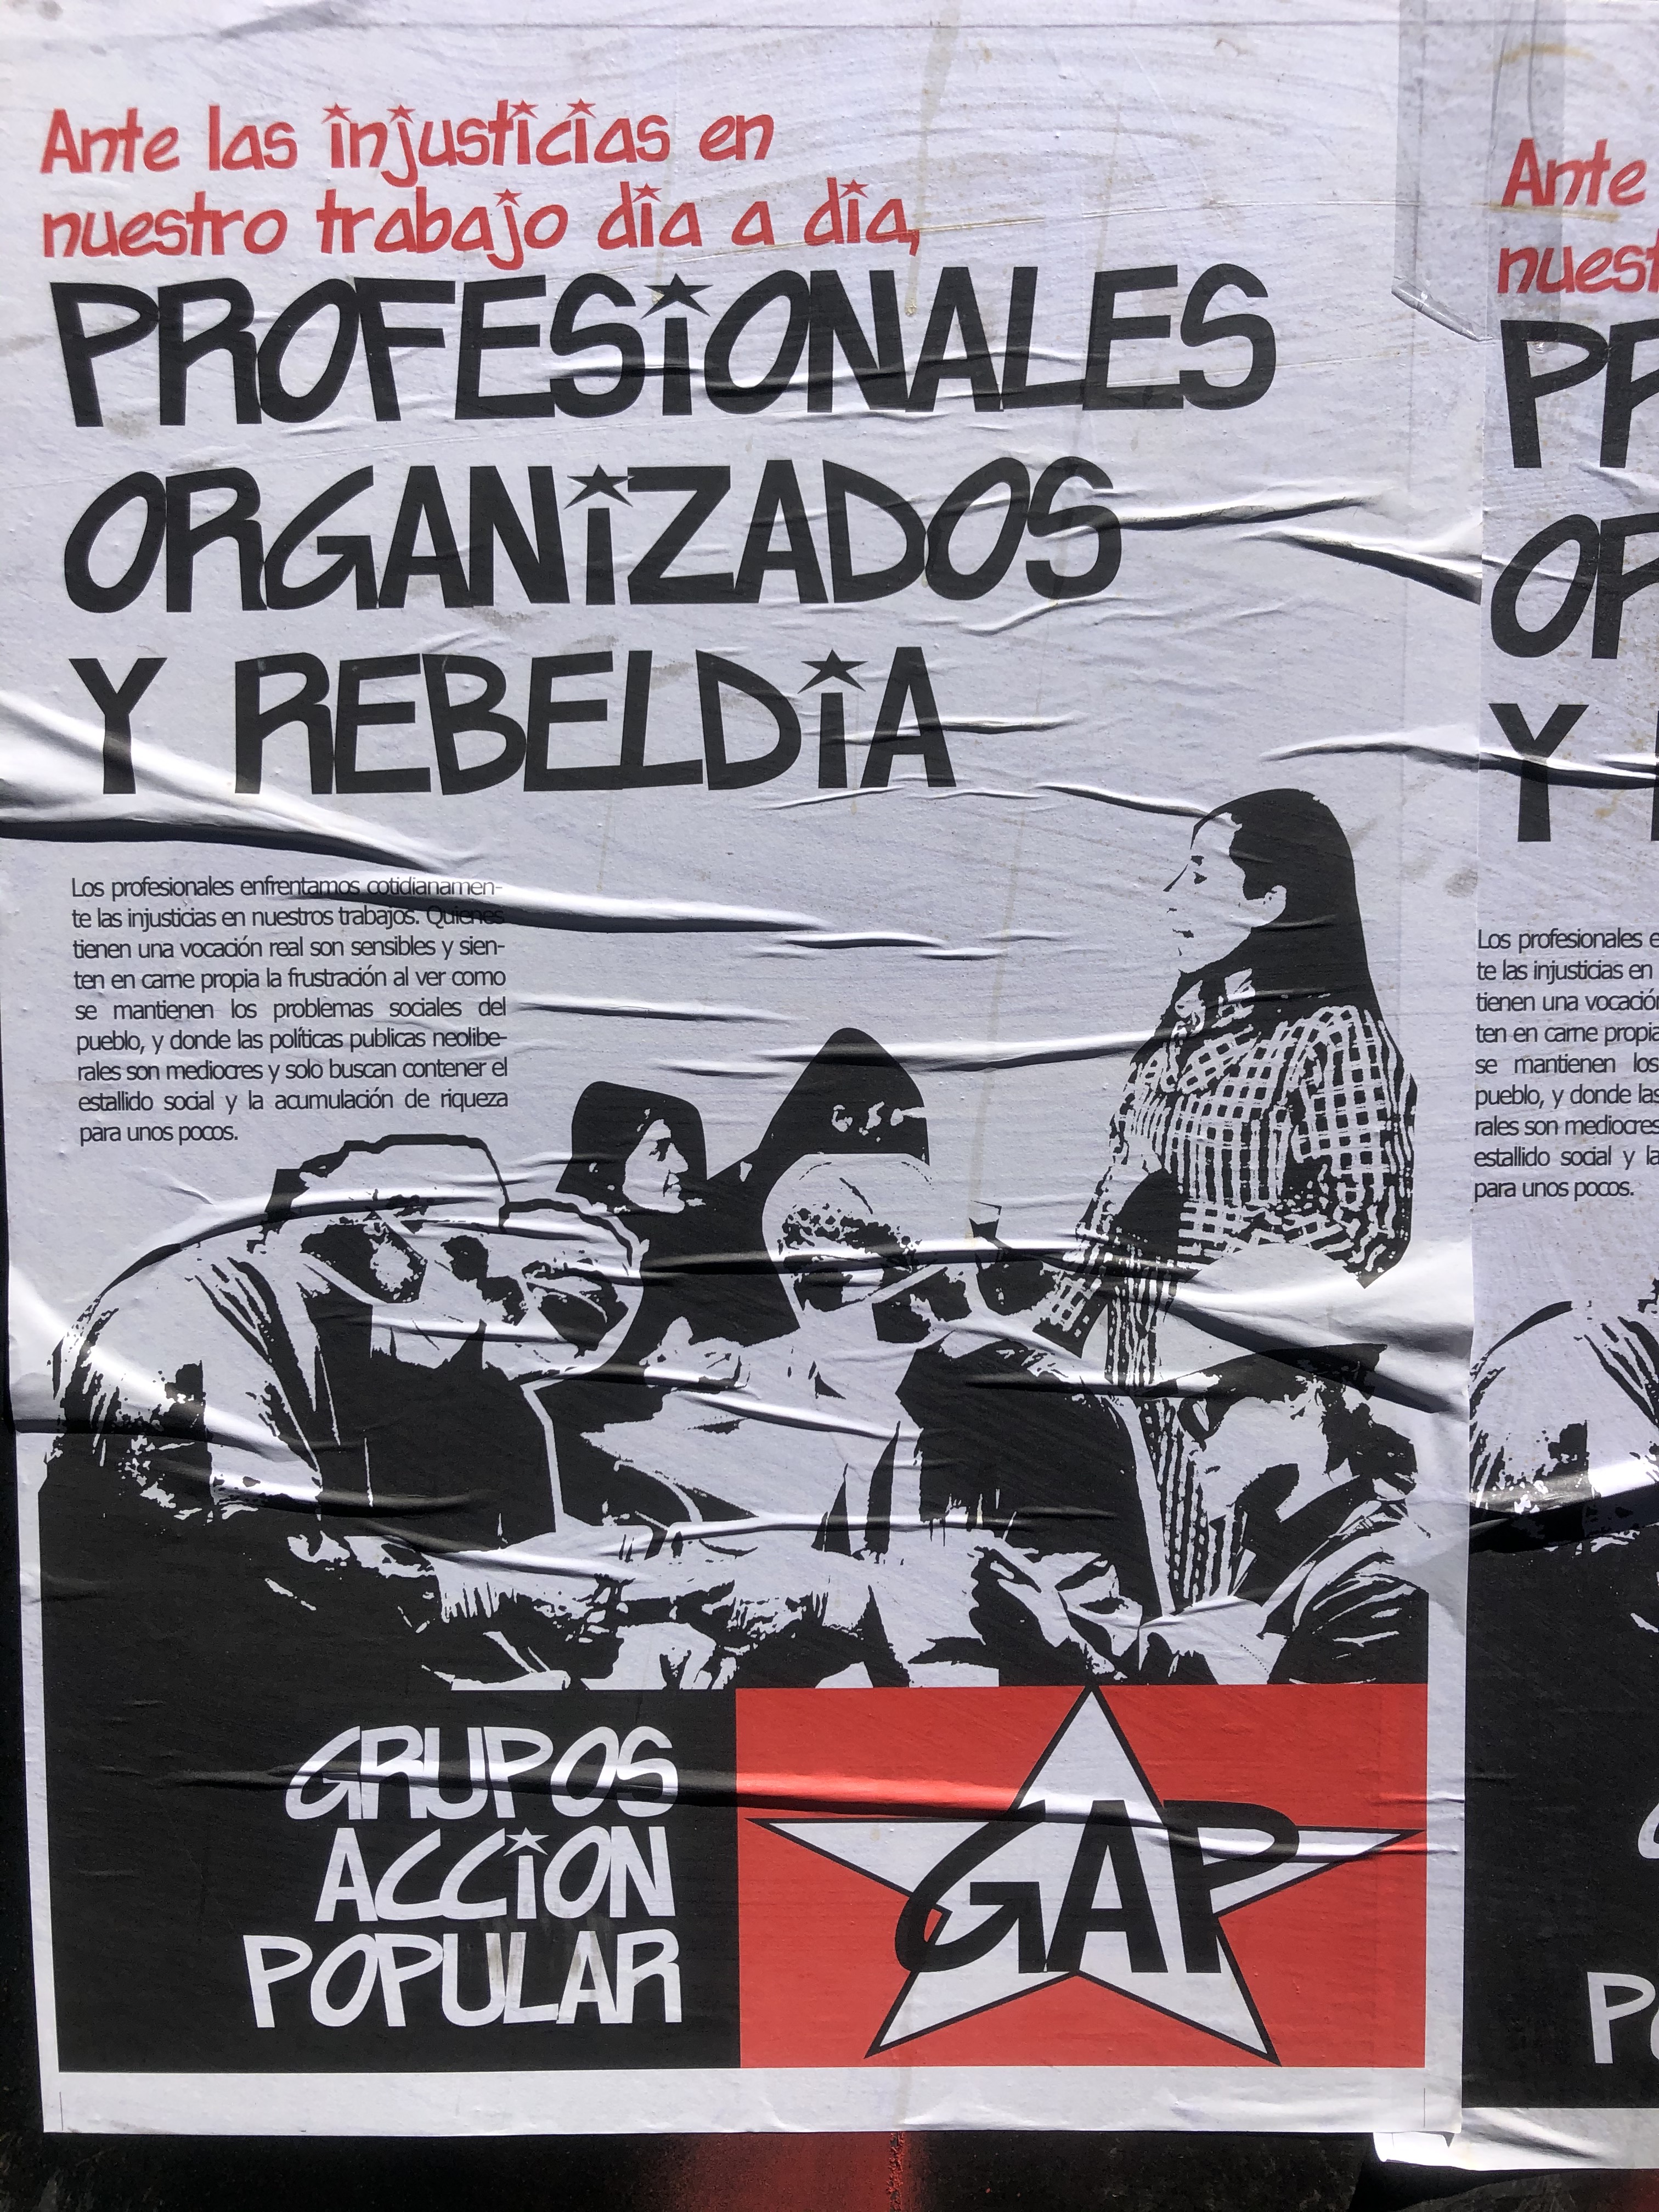 Ante las injusticias en
nuestro trabajo dia a dia,
PROFESiONALES
ORGANiZADOS
Y REBELDiA
Los profesionales enfrentamos cotidianamen-
te las injusticias en nuestros trabajos. Quienes
tienen una vocación real son sensibles y sien-
ten en carne propia la frustración al ver como
se mantienen los problemas sociales del
pueblo, y donde las políticas publicas neolibe-
rales son mediocres y solo buscan contener el
estallido social y la acumulación de riqueza
para unos pocos.
GRUPOS
ACCiON
POPULAR
GAP
Ante
nuest
PR
OR
Y
Los profesionales e
te las injusticias en
tienen una vocación
ten en carne propia
se mantienen los
pueblo, y donde las
rales son mediocres
estallido social y la
para unos pocos.